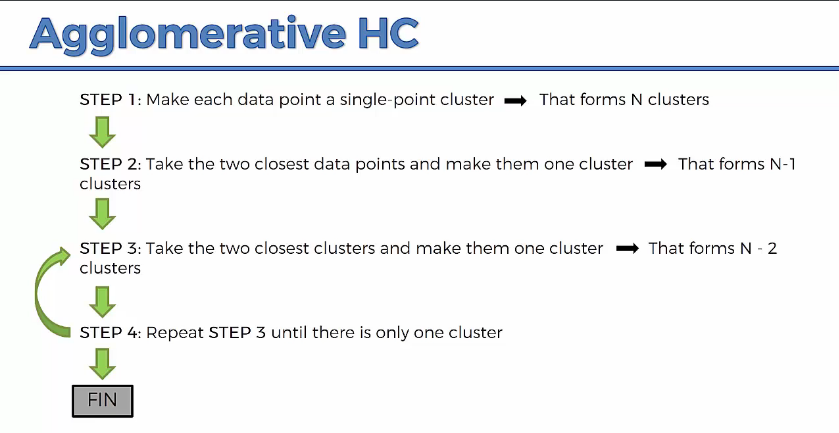 Agglomerative HC
STEP 1: Make each data point a single-point cluster ➡ That forms N clusters
STEP 2: Take the two closest data points and make them one cluster ➡ That forms N-1
clusters
STEP 3: Take the two closest clusters and make them one cluster ➡ That forms N - 2
clusters
STEP 4: Repeat STEP 3 until there is only one cluster
FIN